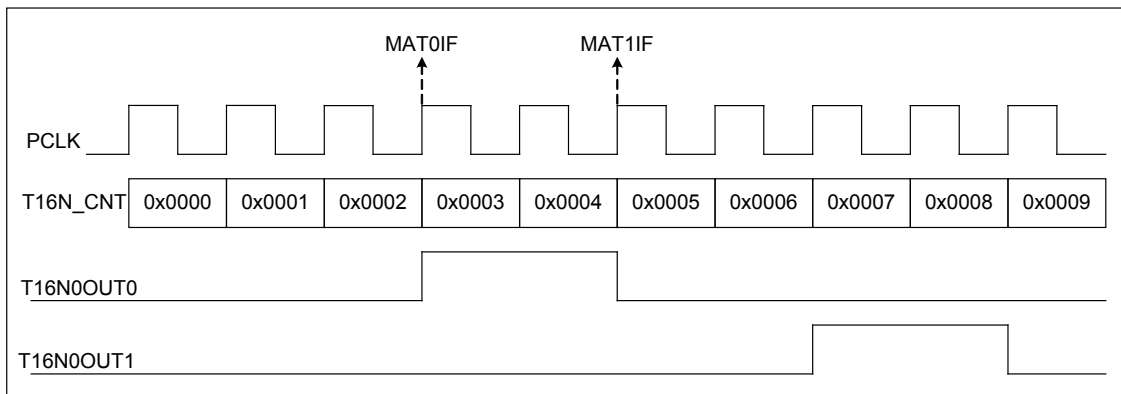 MAT0IF MAT1IF
PCLK
T16N_CNT 0x0000 0x0001 0x0002 0x0003 0x0004 0x0005 0x0006 0x0007 0x0008 0x0009
T16N0OUT0
T16N0OUT1